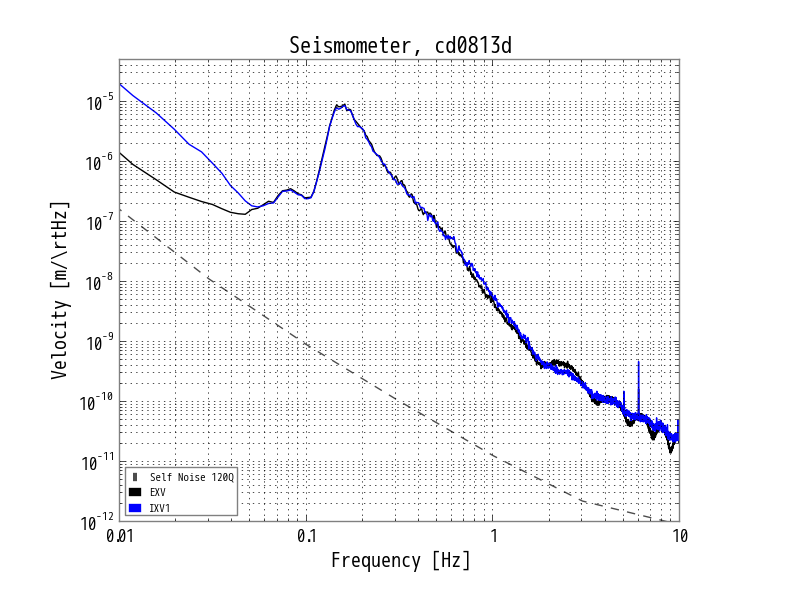 Seismometer, cd0813d
Velocity [m/\rtHz]
10^-5
10^-6
10^-7
10^-8
10^-9
10^-10
10^-11
10^-12
Self Noise 120Q
EXV
IXV1
0.01
0.1
1
10
Frequency [Hz]